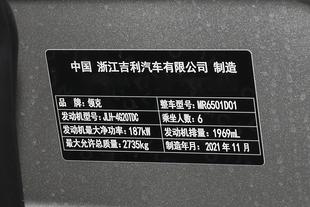 中国 浙江吉利汽车有限公司 制造
品牌：领克 整车型号：MR6501D01
发动机型号：JLH-4G20TDC 乘坐人数：6
发动机最大净功率：187kW 发动机排量：1969mL
最大允许总质量：2735kg 制造年月：2021年11月